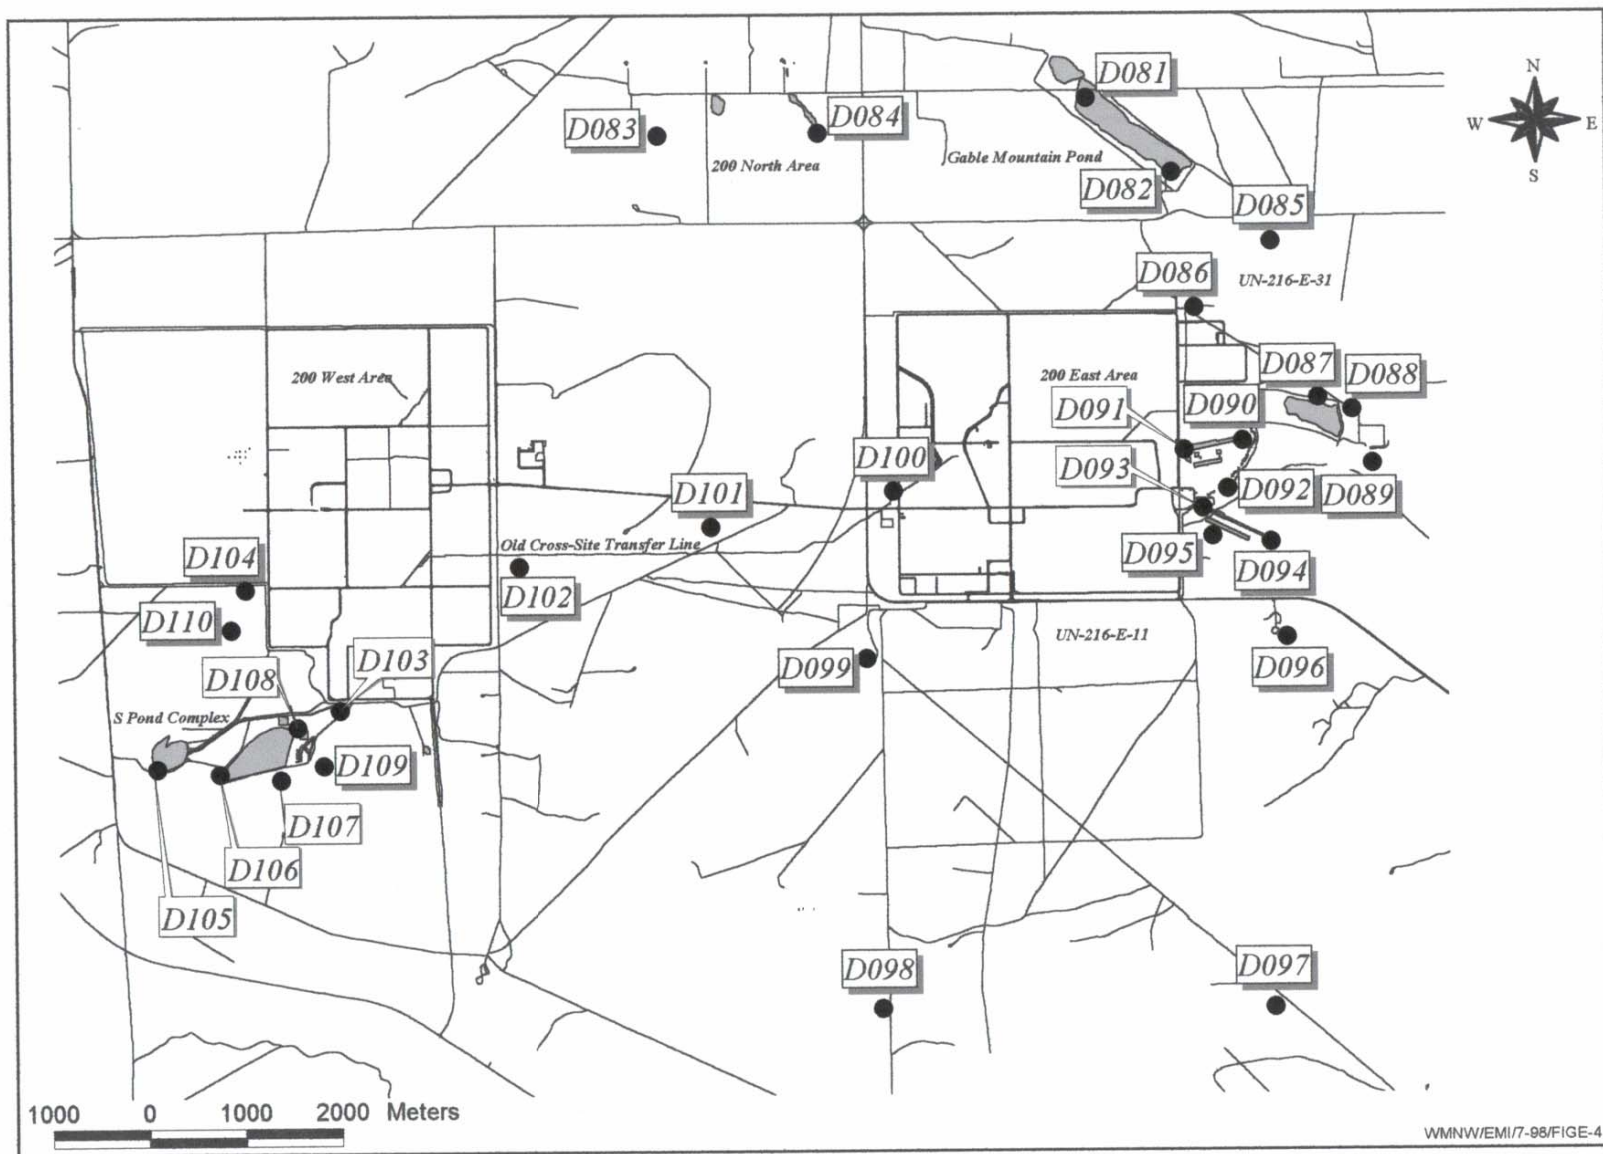 N
W
E
S
D081
D083
D084
200 North Area
Gable Mountain Pond
D082
D085
D086
UN-216-E-31
200 West Area
200 East Area
D087
D088
D091
D090
D100
D093
D101
D092
D089
Old Cross-Site Transfer Line
D095
D094
D104
D102
D110
UN-216-E-11
D103
D099
D096
D108
S Pond Complex
D109
D107
D106
D105
D098
D097
1000 0 1000 2000 Meters
WMNW/EMI/7-98/FIGE-4